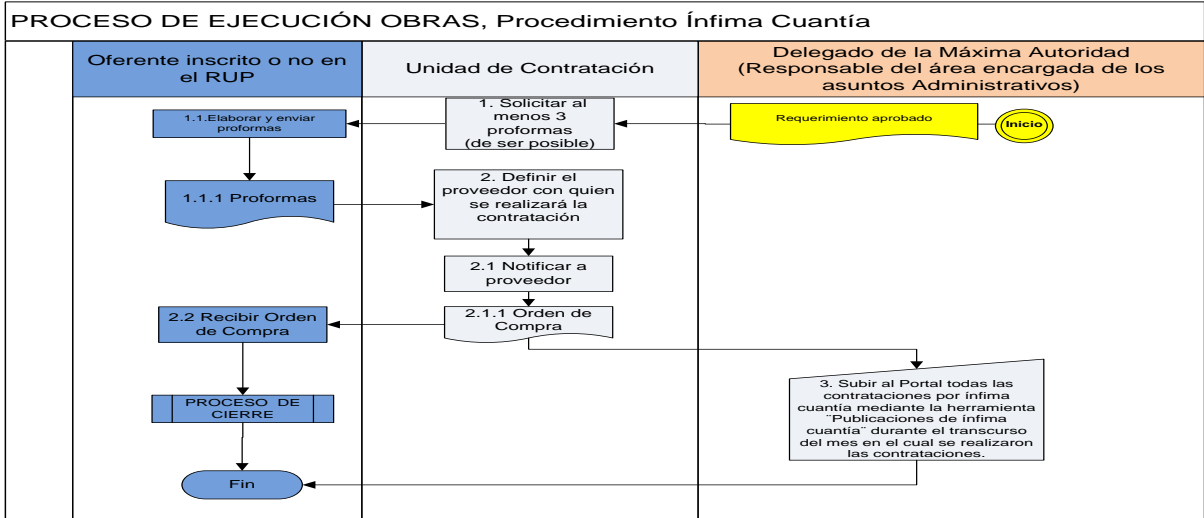 PROCESO DE EJECUCIÓN OBRAS, Procedimiento Ínfima Cuantía
Oferente inscrito o no en
el RUP
Unidad de Contratación
Delegado de la Máxima Autoridad
(Responsable del área encargada de los
asuntos Administrativos)
Inicio
Requerimiento aprobado
1. Solicitar al
menos 3
proformas
(de ser posible)
1.1.Elaborar y enviar
proformas
1.1.1 Proformas
2. Definir el
proveedor con quien
se realizará la
contratación
2.1 Notificar a
proveedor
2.1.1 Orden de
Compra
2.2 Recibir Orden
de Compra
PROCESO DE
CIERRE
3. Subir al Portal todas las
contrataciones por ínfima
cuantía mediante la herramienta
¨Publicaciones de ínfima
cuantía¨ durante el transcurso
del mes en el cual se realizaron
las contrataciones.
Fin